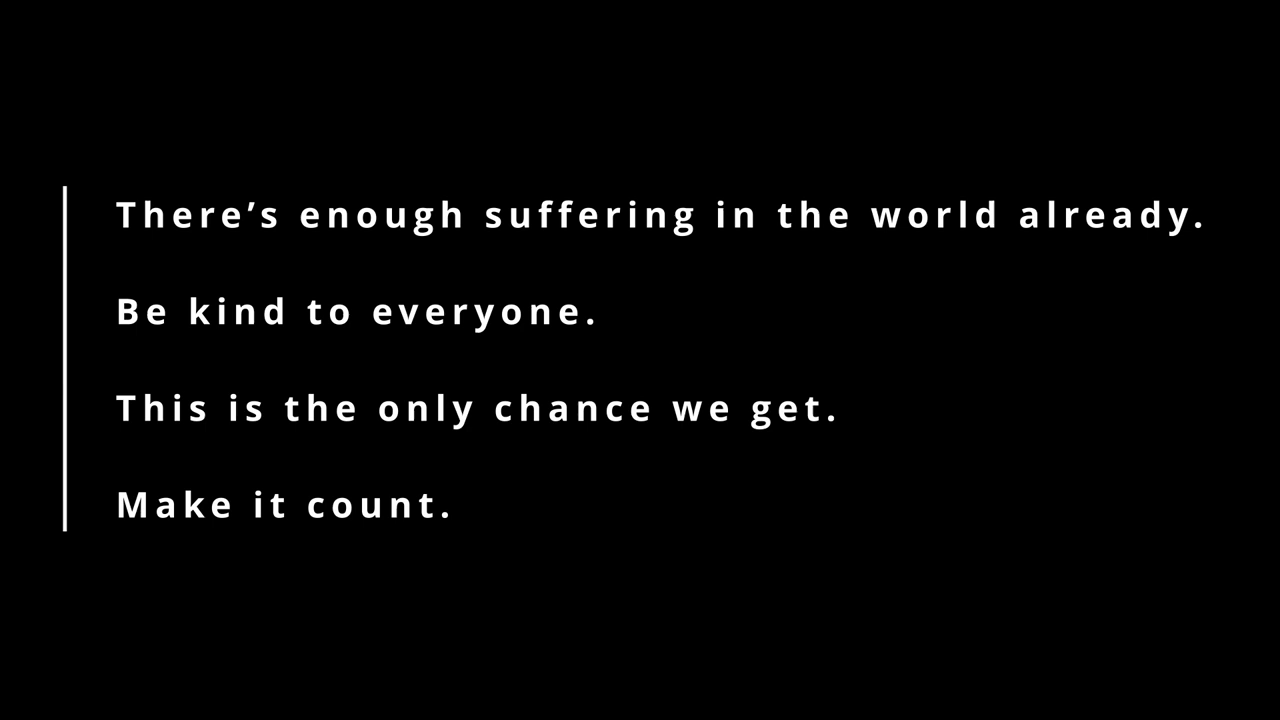 There’s enough suffering in the world already.
Be kind to everyone.
This is the only chance we get.
Make it count.